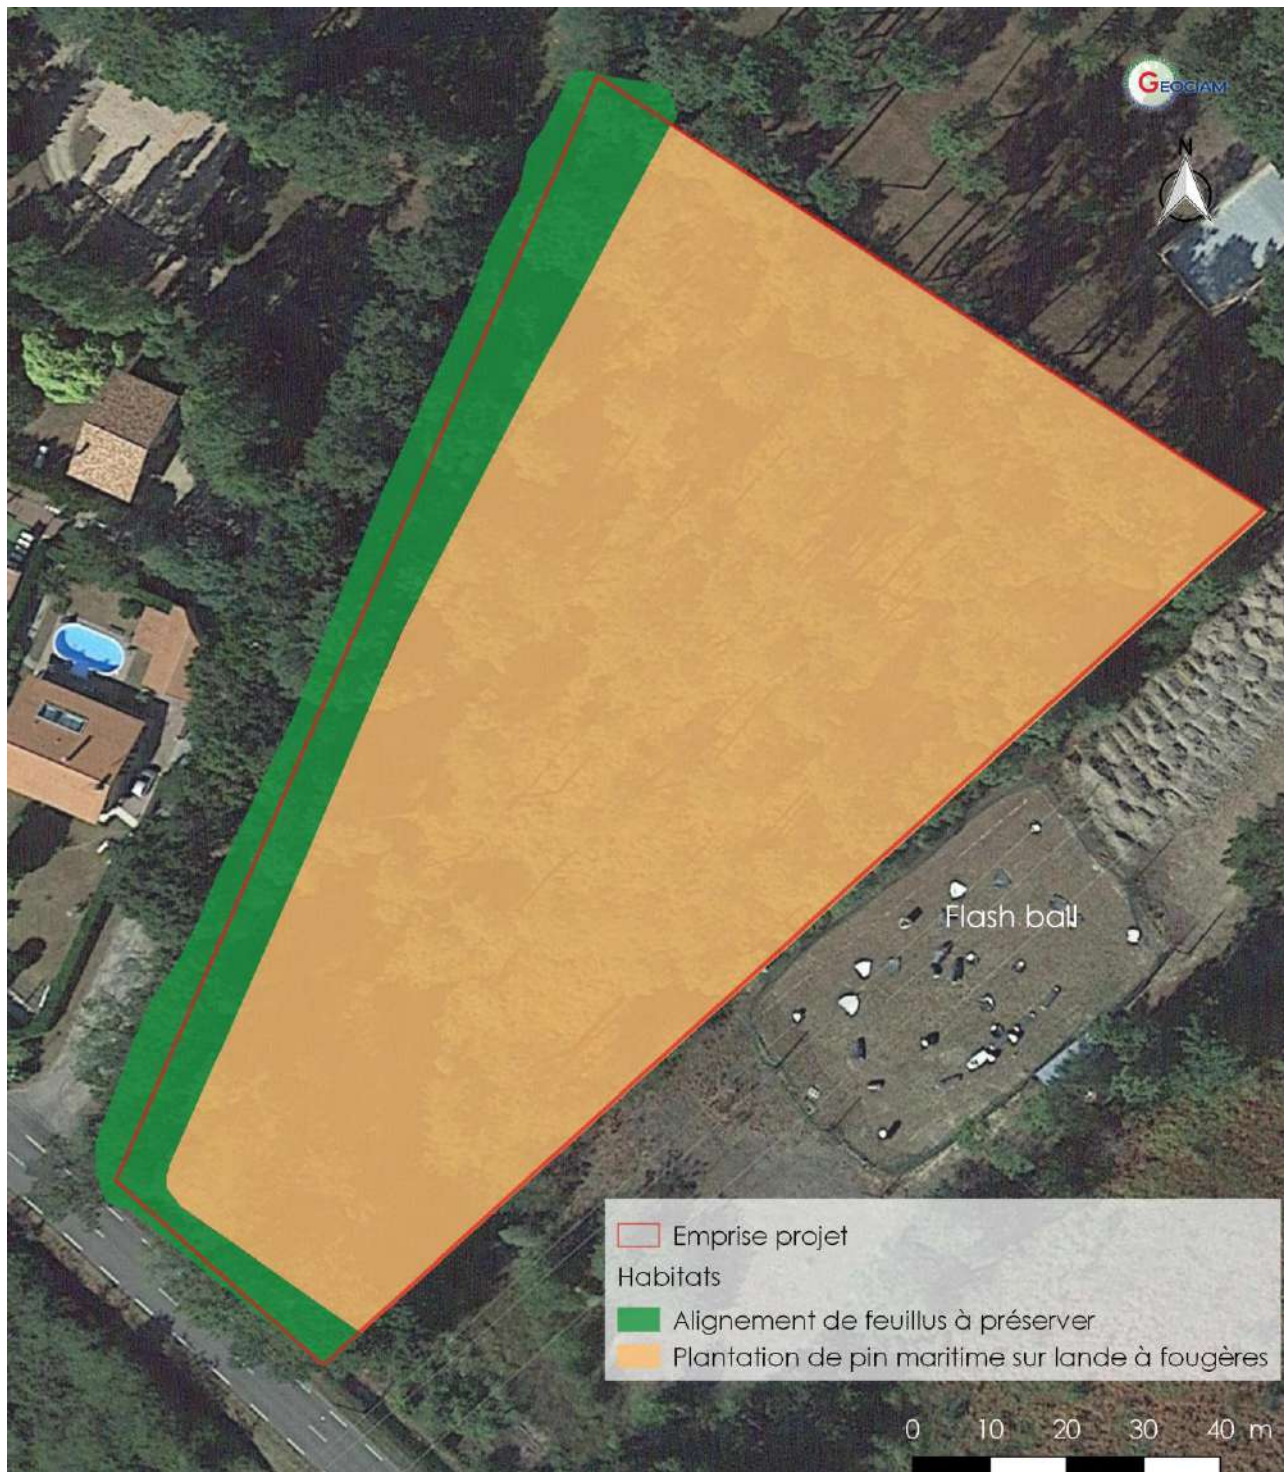 GEOCIAM
N
Flash ball
Emprise projet
Habitats
Alignement de feuillus à préserver
Plantation de pin maritime sur lande à fougères
0 10 20 30 40 m